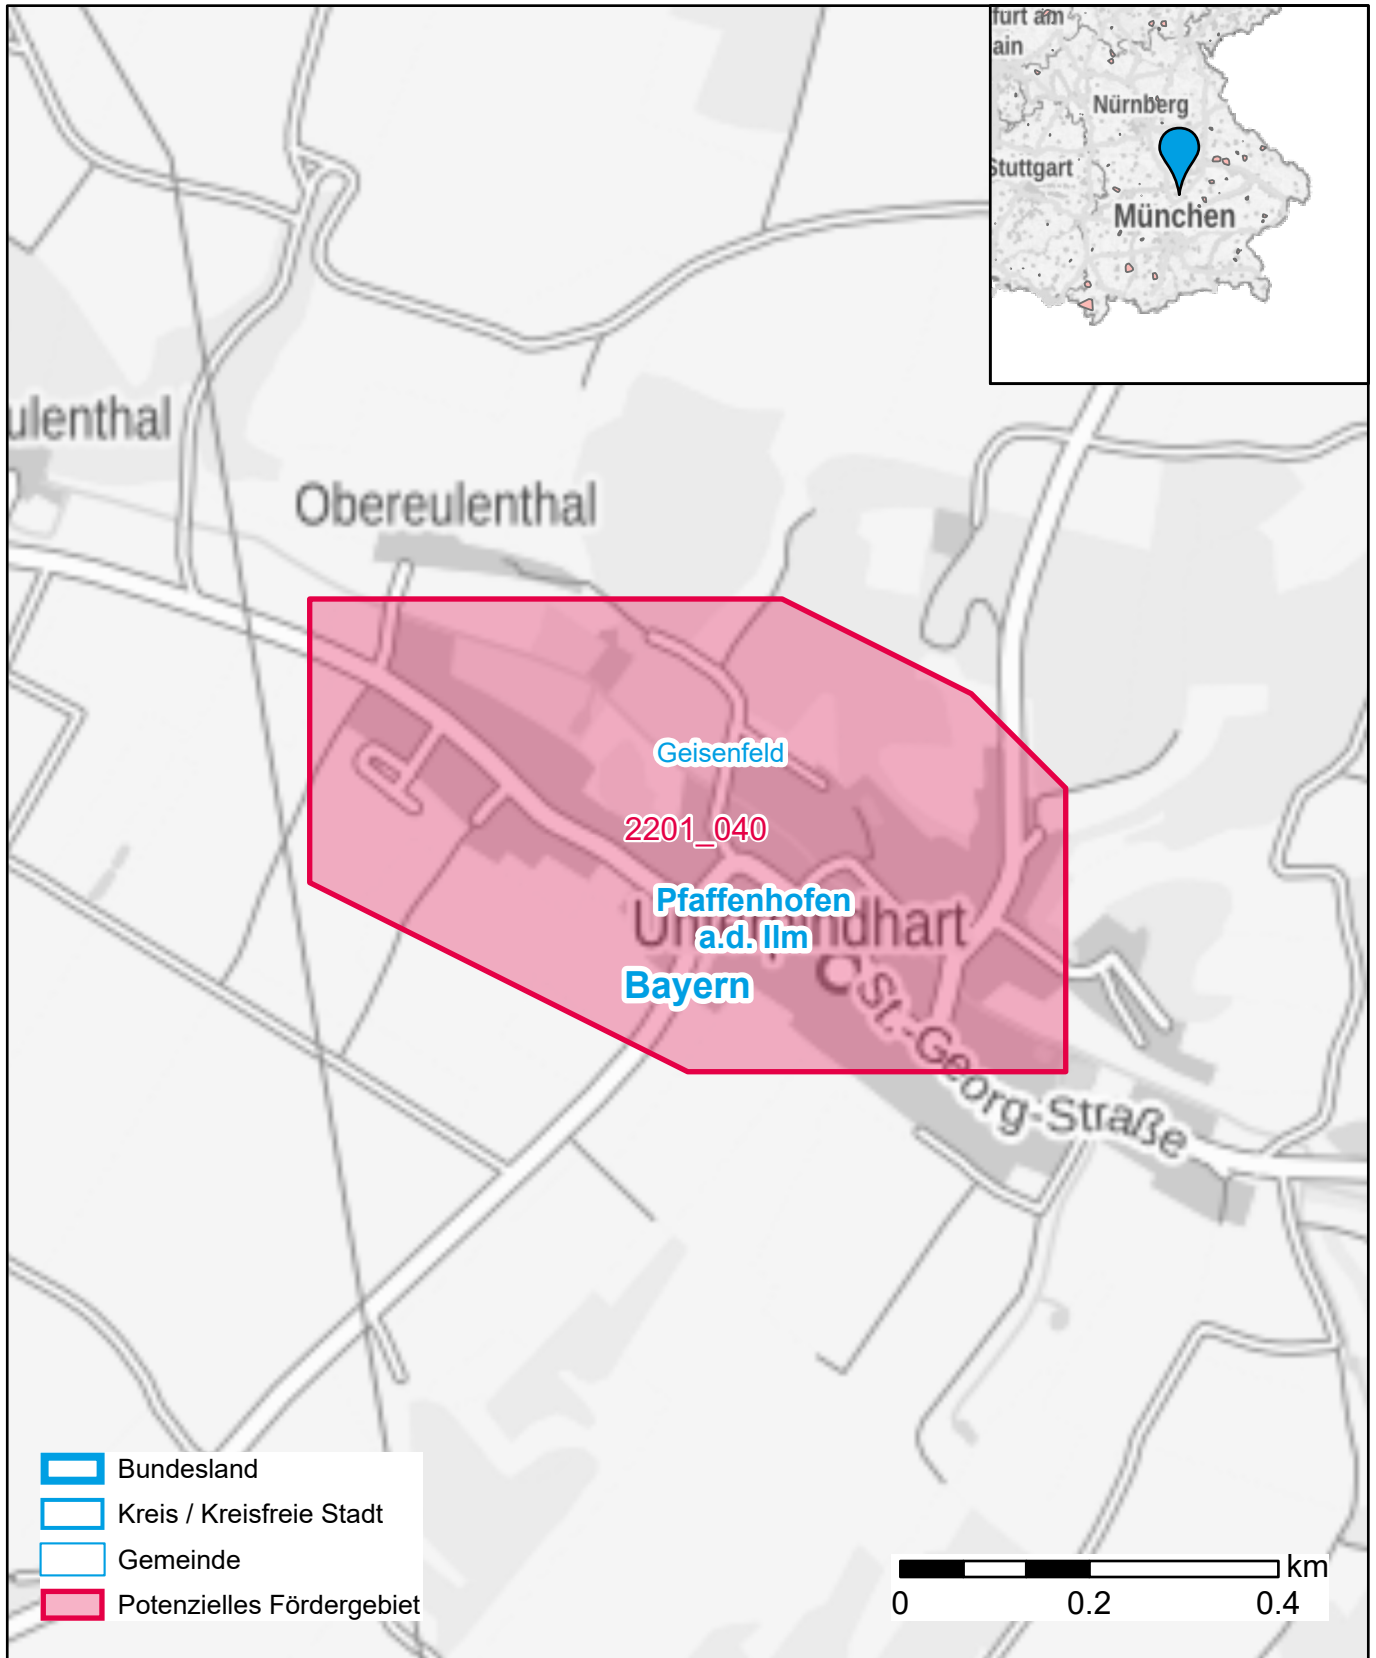 furt am
ain
Nürnberg
Stuttgart
München
ulenthal
Obereulenthal
Geisenfeld
2201_040
Pfaffenhofen
a.d. Ilm
Bayern
St.-Georg-Straße
Bundesland
Kreis / Kreisfreie Stadt
Gemeinde
Potenzielles Fördergebiet
km
0 0.2 0.4